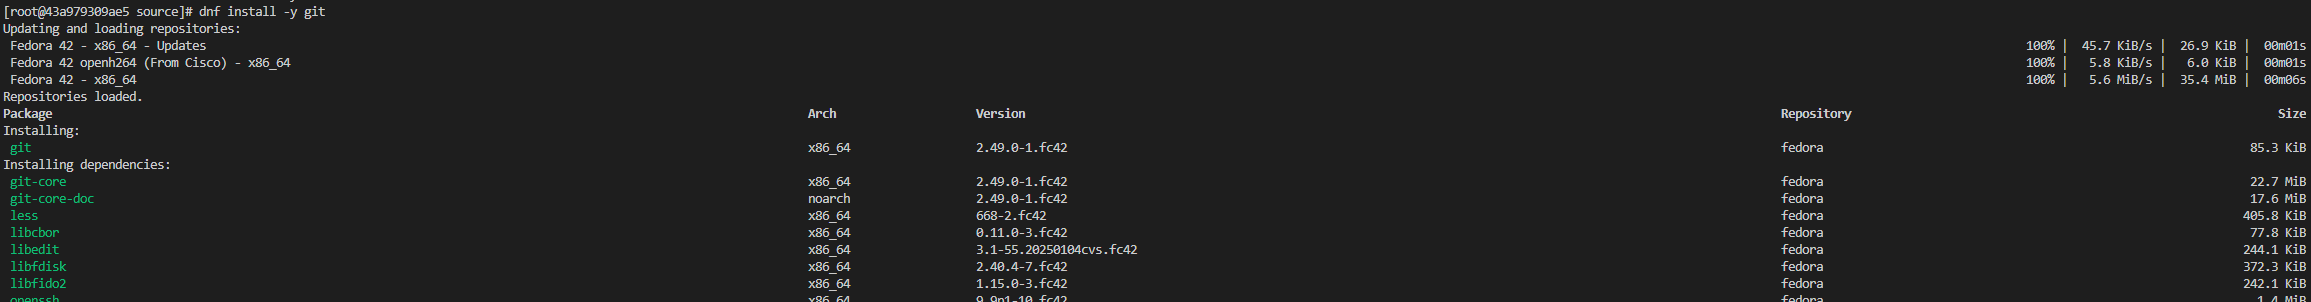 [root@43a979309ae5 source]# dnf install -y git
Updating and loading repositories:
Fedora 42 - x86_64 - Updates 100% | 45.7 KiB/s | 26.9 KiB | 00m01s
Fedora 42 openh264 (From Cisco) - x86_64 100% | 5.8 KiB/s | 6.0 KiB | 00m01s
Fedora 42 - x86_64 100% | 5.6 MiB/s | 35.4 MiB | 00m06s
Repositories loaded.
Package Arch Version Repository Size
Installing:
git x86_64 2.49.0-1.fc42 fedora 85.3 KiB
Installing dependencies:
git-core x86_64 2.49.0-1.fc42 fedora 22.7 MiB
git-core-doc noarch 2.49.0-1.fc42 fedora 17.6 MiB
less x86_64 668-2.fc42 fedora 405.8 KiB
libcbor x86_64 0.11.0-3.fc42 fedora 77.8 KiB
libedit x86_64 3.1-55.20250104cvs.fc42 fedora 244.1 KiB
libfdisk x86_64 2.40.4-7.fc42 fedora 372.3 KiB
libfido2 x86_64 1.15.0-3.fc42 fedora 242.1 KiB
openssh x86_64 9.9p1-10.fc42 fedora 1.4 MiB